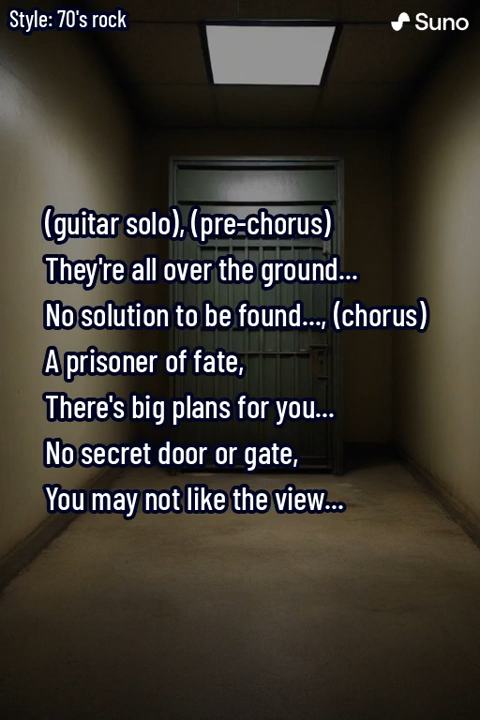 Style: 70's rock
Suno
(guitar solo), (pre-chorus)
They're all over the ground...
No solution to be found..., (chorus)
A prisoner of fate,
There's big plans for you...
No secret door or gate,
You may not like the view...